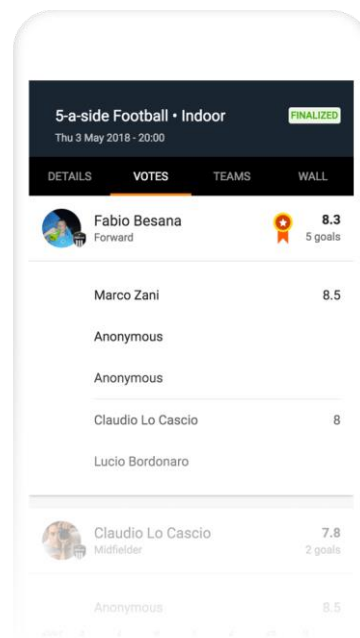 5-a-side Football • Indoor FINALIZED
Thu 3 May 2018 - 20:00
DETAILS VOTES TEAMS WALL
Fabio Besana 8.3
Forward 5 goals
Marco Zani 8.5
Anonymous
Anonymous
Claudio Lo Cascio 8
Lucio Bordonaro
Claudio Lo Cascio 7.8
Midfielder 2 goals
Anonymous 8.5